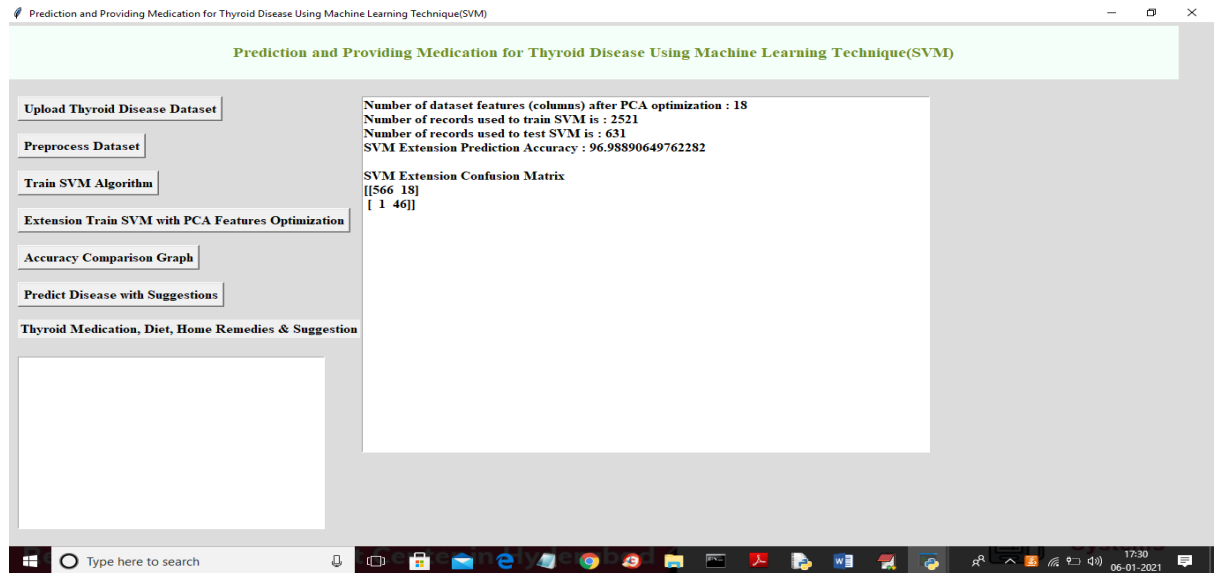 Prediction and Providing Medication for Thyroid Disease Using Machine Learning Technique(SVM)
Prediction and Providing Medication for Thyroid Disease Using Machine Learning Technique(SVM)
Upload Thyroid Disease Dataset
Preprocess Dataset
Train SVM Algorithm
Extension Train SVM with PCA Features Optimization
Accuracy Comparison Graph
Predict Disease with Suggestions
Thyroid Medication, Diet, Home Remedies & Suggestion
Number of dataset features (columns) after PCA optimization : 18
Number of records used to train SVM is : 2521
Number of records used to test SVM is : 631
SVM Extension Prediction Accuracy : 96.98890649762282
SVM Extension Confusion Matrix
[[566 18]
[ 1 46]]
Type here to search
17:30
06-01-2021